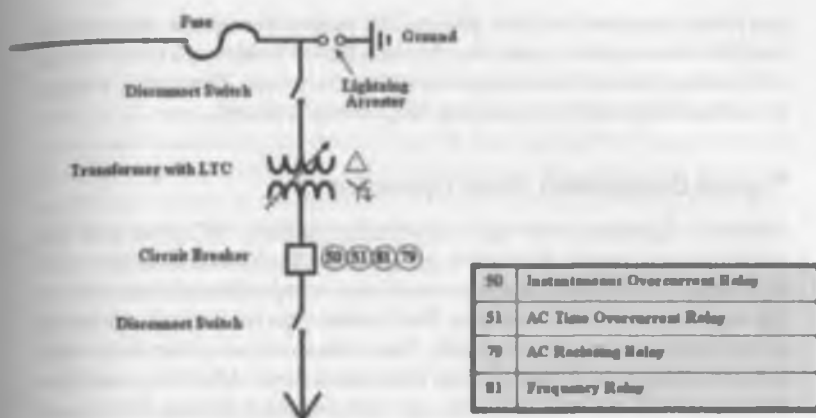 Fuse
Ground
Disconnect Switch
Lightning
Arrester
Transformer with LTC
Circuit Breaker
50 51 81 79
Disconnect Switch
50 Instantaneous Overcurrent Relay
51 AC Time Overcurrent Relay
79 AC Reclosing Relay
81 Frequency Relay